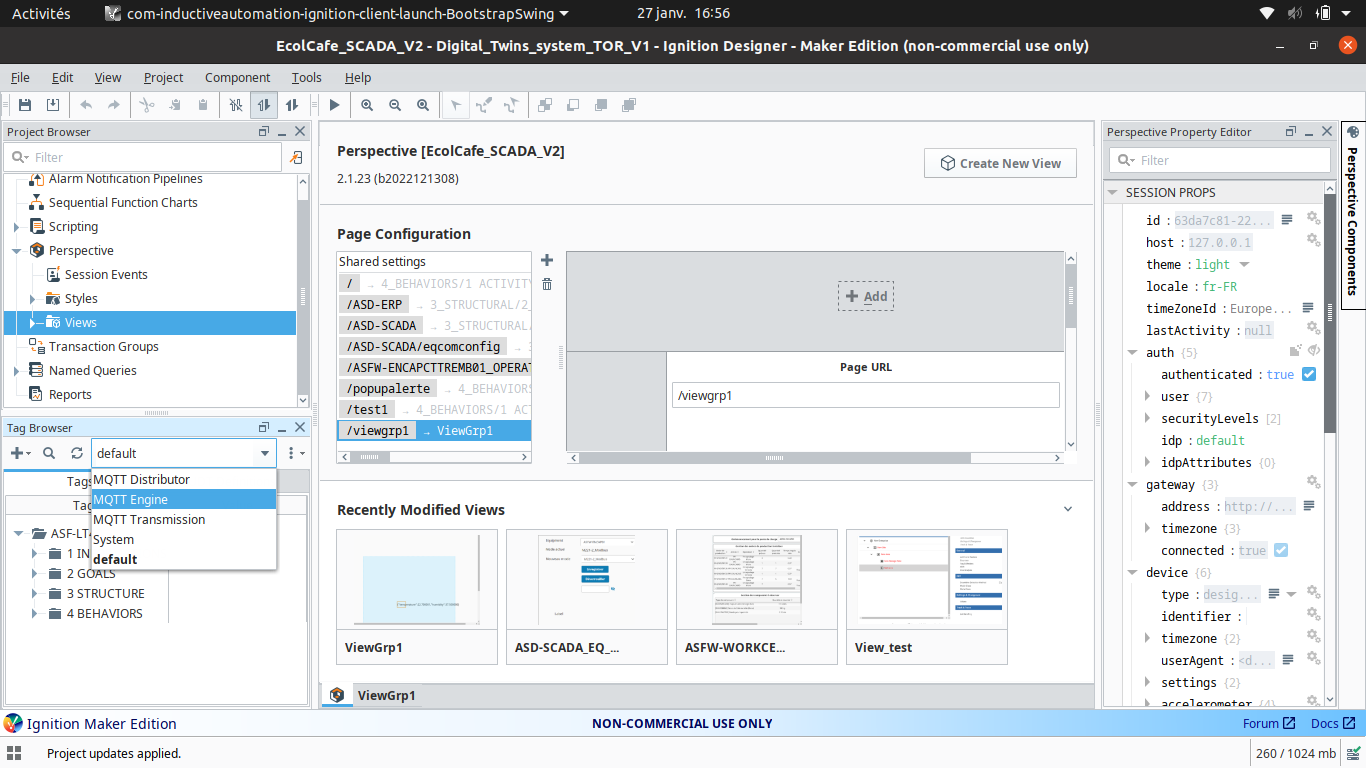 Activités
com-inductiveautomation-ignition-client-launch-BootstrapSwing
27 janv. 16:56
EcolCafe_SCADA_V2 - Digital_Twins_system_TOR_V1 - Ignition Designer - Maker Edition (non-commercial use only)
File Edit View Project Component Tools Help
Project Browser
Filter
Alarm Notification Pipelines
Sequential Function Charts
Scripting
Perspective
Session Events
Styles
Views
Transaction Groups
Named Queries
Reports
Tag Browser
default
MQTT Distributor
MQTT Engine
MQTT Transmission
System
default
Tags
Tag
ASF-LT
1 IN
2 GOALS
3 STRUCTURE
4 BEHAVIORS
Perspective [EcolCafe_SCADA_V2]
2.1.23 (b2022121308)
Create New View
Page Configuration
Shared settings
/ → 4_BEHAVIORS/1 ACTIVITY
/ASD-ERP → 3_STRUCTURAL/2_
/ASD-SCADA → 3_STRUCTURAL/
/ASD-SCADA/eqcomconfig →
/ASFW-ENCAPCTTREMB01_OPERAT
/popupalerte → 4_BEHAVIORS
/test1 → 4_BEHAVIORS/1 ACT
/viewgrp1 → ViewGrp1
Add
Page URL
/viewgrp1
Recently Modified Views
ViewGrp1
ASD-SCADA_EQ_...
ASFW-WORKCE...
View_test
ViewGrp1
Perspective Property Editor
Filter
SESSION PROPS
id : 63da7c81-22...
host : 127.0.0.1
theme : light
locale : fr-FR
timeZoneId : Europe...
lastActivity : null
auth {5}
authenticated : true
user {7}
securityLevels [2]
idp : default
idpAttributes {0}
gateway {3}
address : http://...
timezone {3}
connected : true
device {6}
type : desig...
identifier :
timezone {2}
userAgent : <d...
settings {2}
accelerometer {4}
Perspective Components
Ignition Maker Edition
NON-COMMERCIAL USE ONLY
Forum
Docs
Project updates applied.
260 / 1024 mb